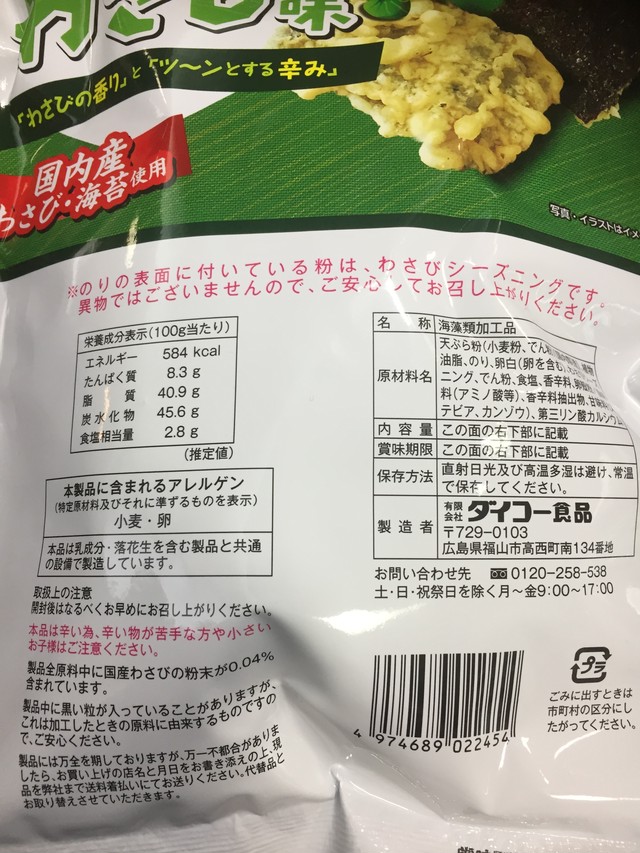 わさび味
「わさびの香り」と「ツ〜ンとする辛み」
国内産
わさび・海苔使用
写真・イラストはイメ
※のりの表面に付いている粉は、わさびシーズニングです。
異物ではございませんので、ご安心してお召し上がりください。
栄養成分表示(100g当たり)
エネルギー 584 kcal
たんぱく質 8.3 g
脂質 40.9 g
炭水化物 45.6 g
食塩相当量 2.8 g
(推定値)
本製品に含まれるアレルゲン
(特定原材料及びそれに準ずるものを表示)
小麦・卵
本品は乳成分・落花生を含む製品と共通
の設備で製造しています。
取扱上の注意
開封後はなるべくお早めにお召し上がりください。
本品は辛い為、辛い物が苦手な方や小さい
お子様はご注意ください。
製品全原料中に国産わさびの粉末が0.04%
含まれています。
製品中に黒い粒が入っていることがありますが、
これは加工したときの原料に由来するものですの
で、ご安心ください。
製品には万全を期しておりますが、万一不都合がありま
したら、お買い上げの店名と月日をお書き添えの上、現
品を弊社まで送料着払いにてお送りください。代替品と
お取り替えさせていただきます。
名称 海藻類加工品
原材料名 天ぷら粉(小麦粉、でん
油脂、のり、卵白(卵を含む)
ニング、でん粉、食塩、香辛料
料(アミノ酸等)、香辛料抽出物、甘味料
テビア、カンゾウ)、第三リン酸カルシウム
内容量 この面の右下部に記載
賞味期限 この面の右下部に記載
保存方法 直射日光及び高温多湿は避け、常温
で保存してください。
製造者 有限会社 ダイコー食品
〒729-0103
広島県福山市高西町南134番地
お問い合わせ先 0120-258-538
土・日・祝祭日を除く月〜金9:00〜17:00
プラ
ごみに出すときは
市町村の区分にし
たがってください。
4 974689 022454